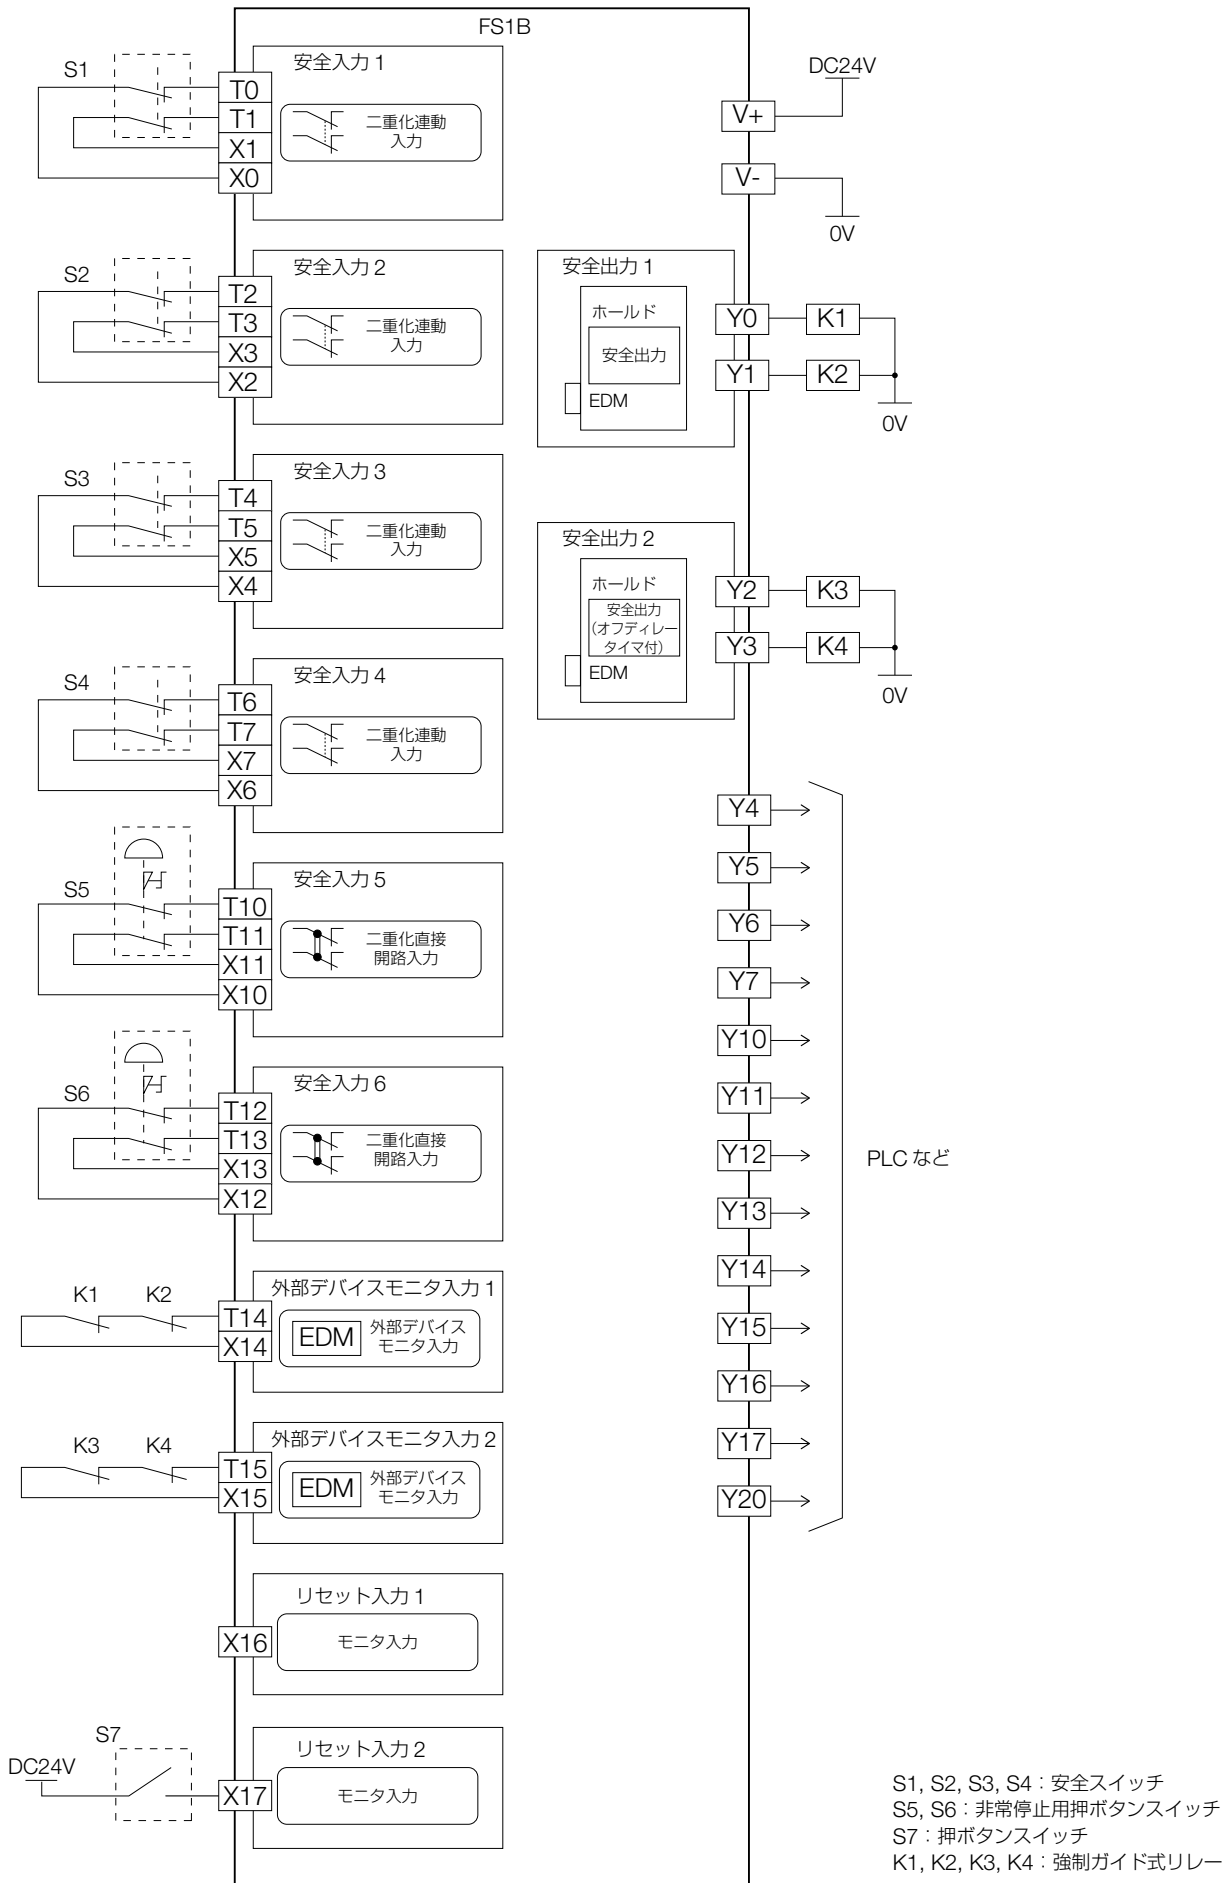 FS1B
S1
T0
T1
X1
X0
安全入力 1
二重化連動
入力
S2
T2
T3
X3
X2
安全入力 2
二重化連動
入力
S3
T4
T5
X5
X4
安全入力 3
二重化連動
入力
S4
T6
T7
X7
X6
安全入力 4
二重化連動
入力
S5
T10
T11
X11
X10
安全入力 5
二重化直接
開路入力
S6
T12
T13
X13
X12
安全入力 6
二重化直接
開路入力
K1 K2
T14
X14
外部デバイスモニタ入力 1
EDM
外部デバイス
モニタ入力
K3 K4
T15
X15
外部デバイスモニタ入力 2
EDM
外部デバイス
モニタ入力
X16
リセット入力 1
モニタ入力
S7
DC24V
X17
リセット入力 2
モニタ入力
DC24V
V+
V-
0V
安全出力 1
ホールド
安全出力
EDM
Y0 K1
Y1 K2
0V
安全出力 2
ホールド
安全出力
(オフディレー
タイマ付)
EDM
Y2 K3
Y3 K4
0V
Y4
Y5
Y6
Y7
Y10
Y11
Y12
Y13
Y14
Y15
Y16
Y17
Y20
PLC など
S1, S2, S3, S4：安全スイッチ
S5, S6：非常停止用押ボタンスイッチ
S7：押ボタンスイッチ
K1, K2, K3, K4：強制ガイド式リレー